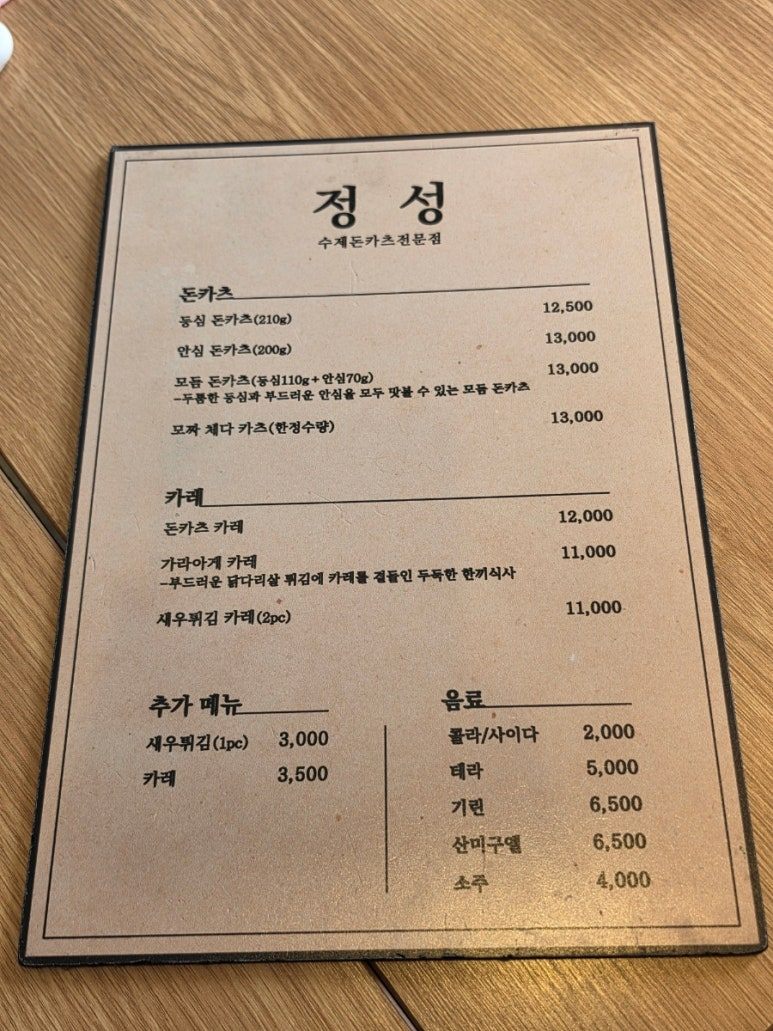 정 성
수제돈카츠전문점
돈카츠
등심 돈카츠(210g) 12,500
안심 돈카츠(200g) 13,000
모듬 돈카츠(등심110g+안심70g) 13,000
-두툼한 등심과 부드러운 안심을 모두 맛볼 수 있는 모듬 돈카츠
모짜 체다 카츠(한정수량) 13,000
카레
돈카츠 카레 12,000
가라아게 카레 11,000
-부드러운 닭다리살 튀김에 카레를 곁들인 두둑한 한끼식사
새우튀김 카레(2pc) 11,000
추가 메뉴
새우튀김(1pc) 3,000
카레 3,500
음료
콜라/사이다 2,000
테라 5,000
기린 6,500
산미구엘 6,500
소주 4,000